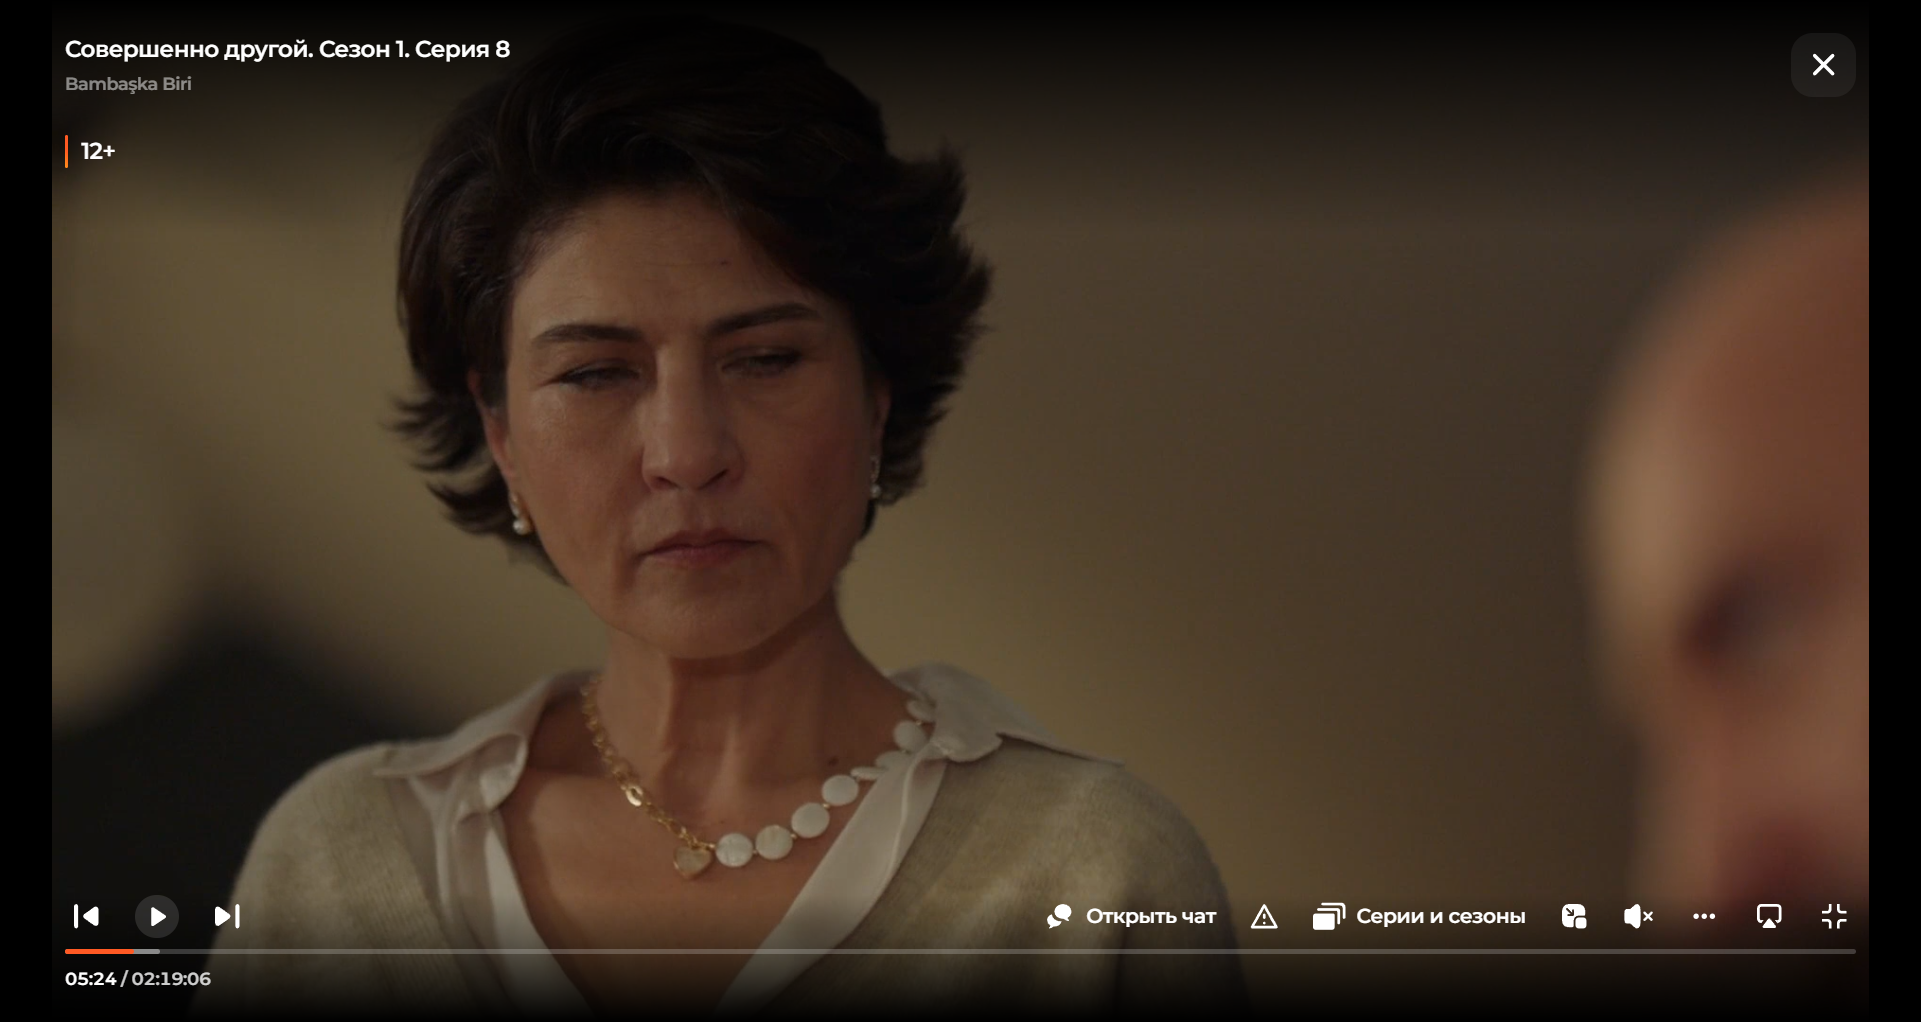 Совершенно другой. Сезон 1. Серия 8
Bambaşka Biri
12+
Открыть чат
Серии и сезоны
05:24 / 02:19:06